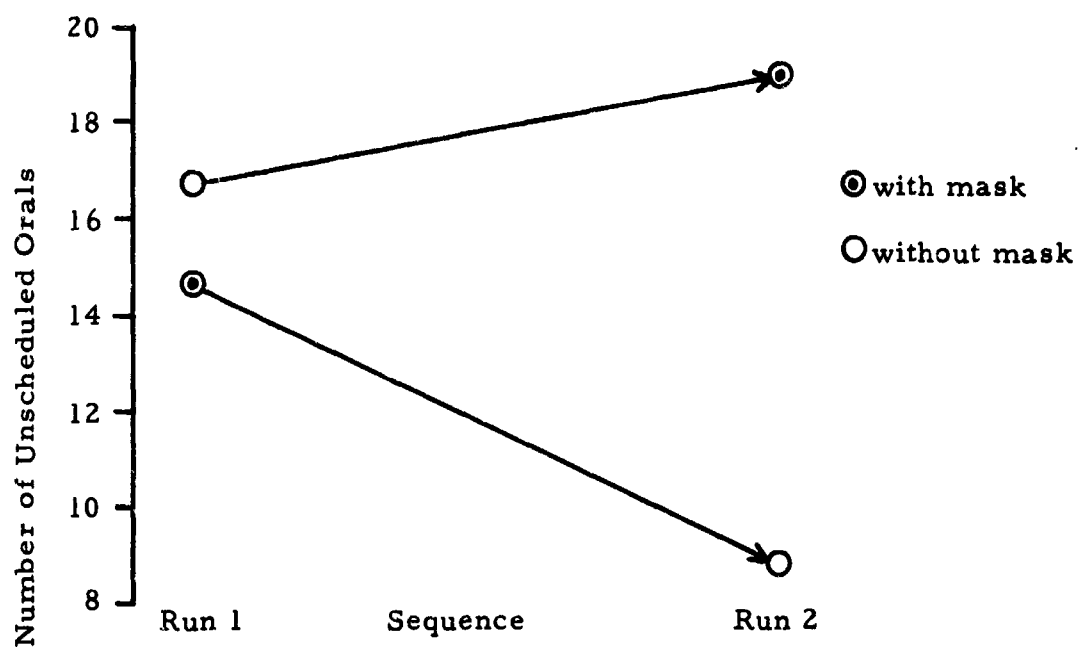 Number of Unscheduled Orals
20
18
16
14
12
10
8
Run 1 Sequence Run 2
with mask
without mask